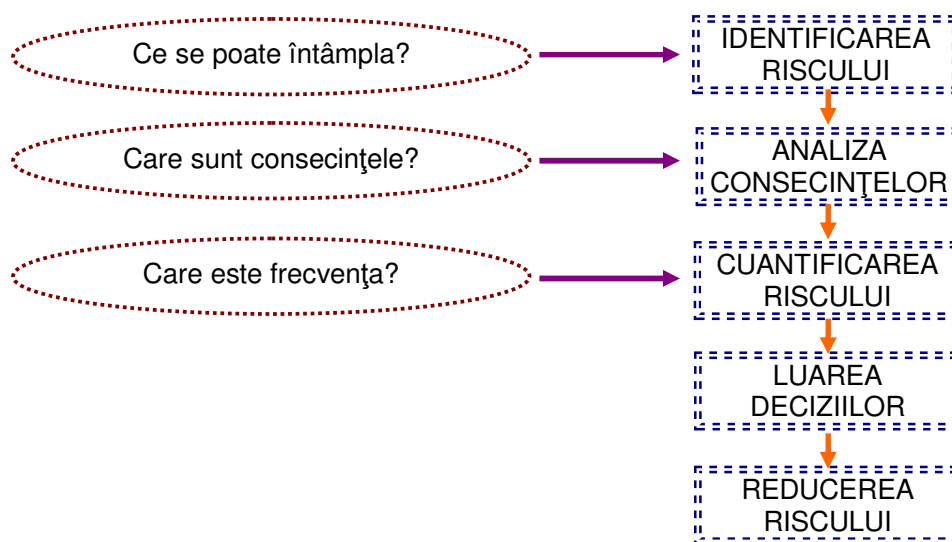 Ce se poate întâmpla?
IDENTIFICAREA
RISCULUI
Care sunt consecinţele?
ANALIZA
CONSECINŢELOR
Care este frecvenţa?
CUANTIFICAREA
RISCULUI
LUAREA
DECIZIILOR
REDUCEREA
RISCULUI